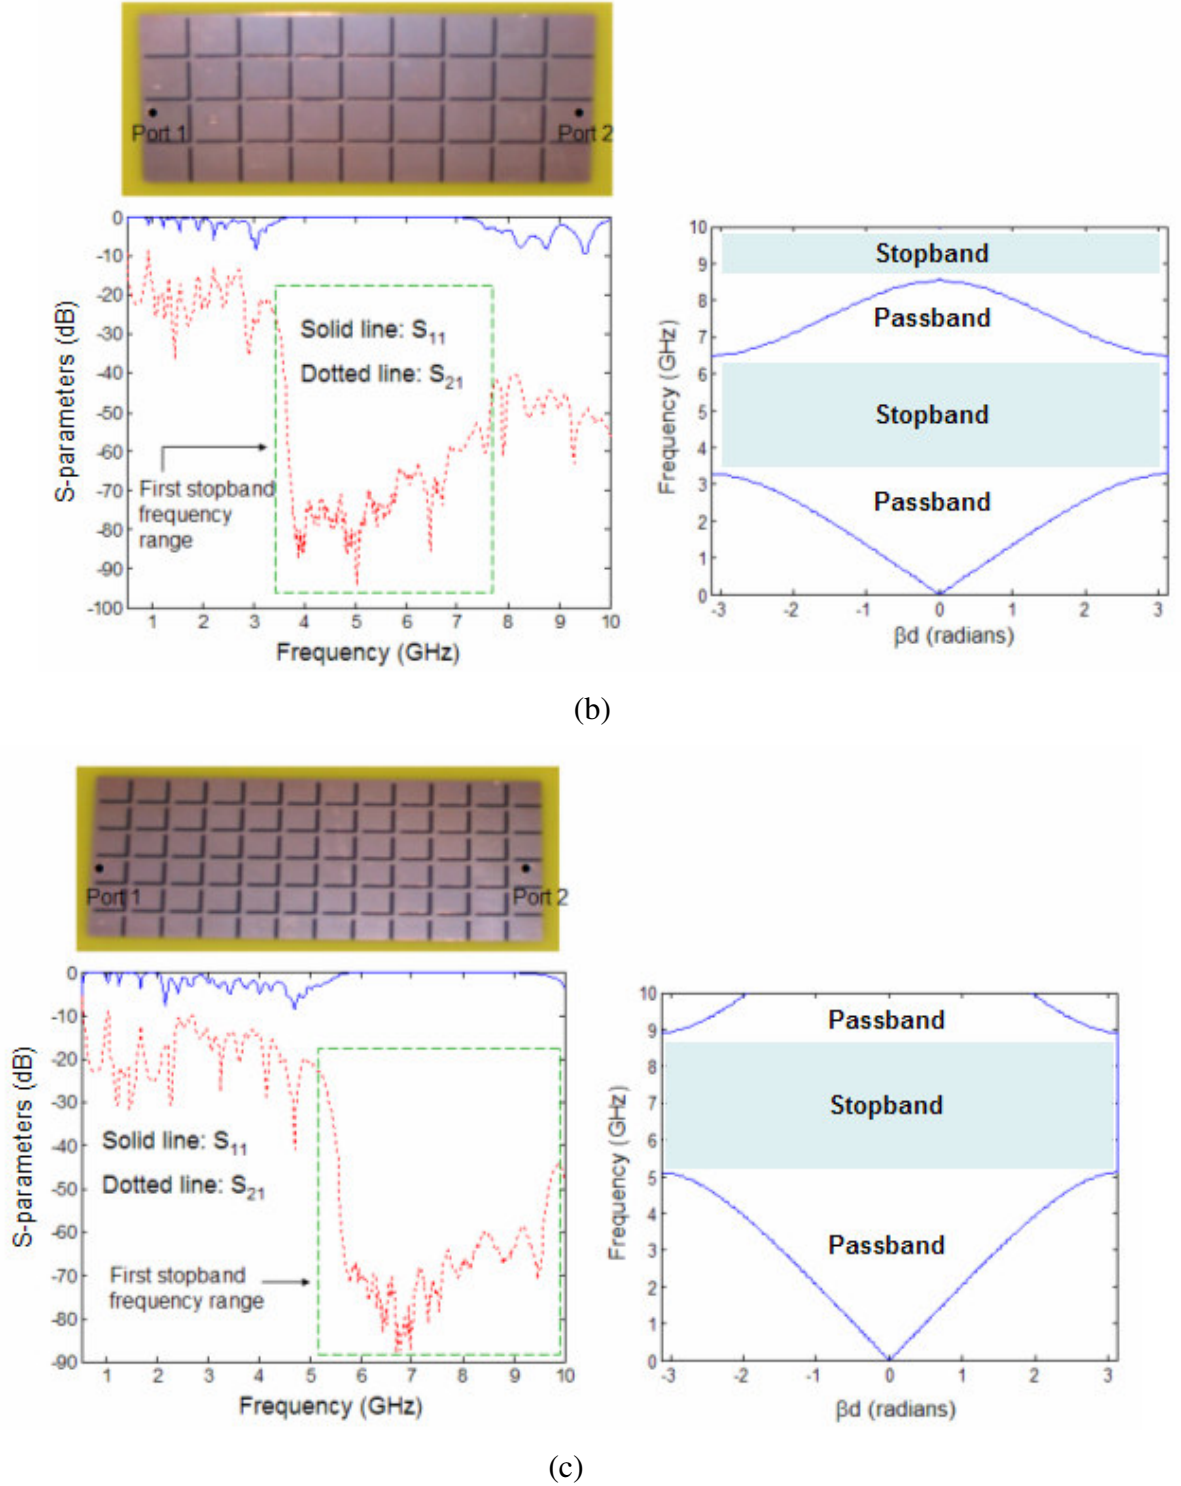 Port 1
Port 2
0
-10
-20
-30
-40
-50
-60
-70
-80
-90
-100
S-parameters (dB)
Solid line: S11
Dotted line: S21
First stopband
frequency
range
1 2 3 4 5 6 7 8 9 10
Frequency (GHz)
10
9
8
7
6
5
4
3
2
1
0
Frequency (GHz)
Stopband
Passband
Stopband
Passband
-3 -2 -1 0 1 2 3
βd (radians)
(b)
Port 1
Port 2
0
-10
-20
-30
-40
-50
-60
-70
-80
-90
S-parameters (dB)
Solid line: S11
Dotted line: S21
First stopband
frequency range
1 2 3 4 5 6 7 8 9 10
Frequency (GHz)
10
9
8
7
6
5
4
3
2
1
0
Frequency (GHz)
Passband
Stopband
Passband
-3 -2 -1 0 1 2 3
βd (radians)
(c)